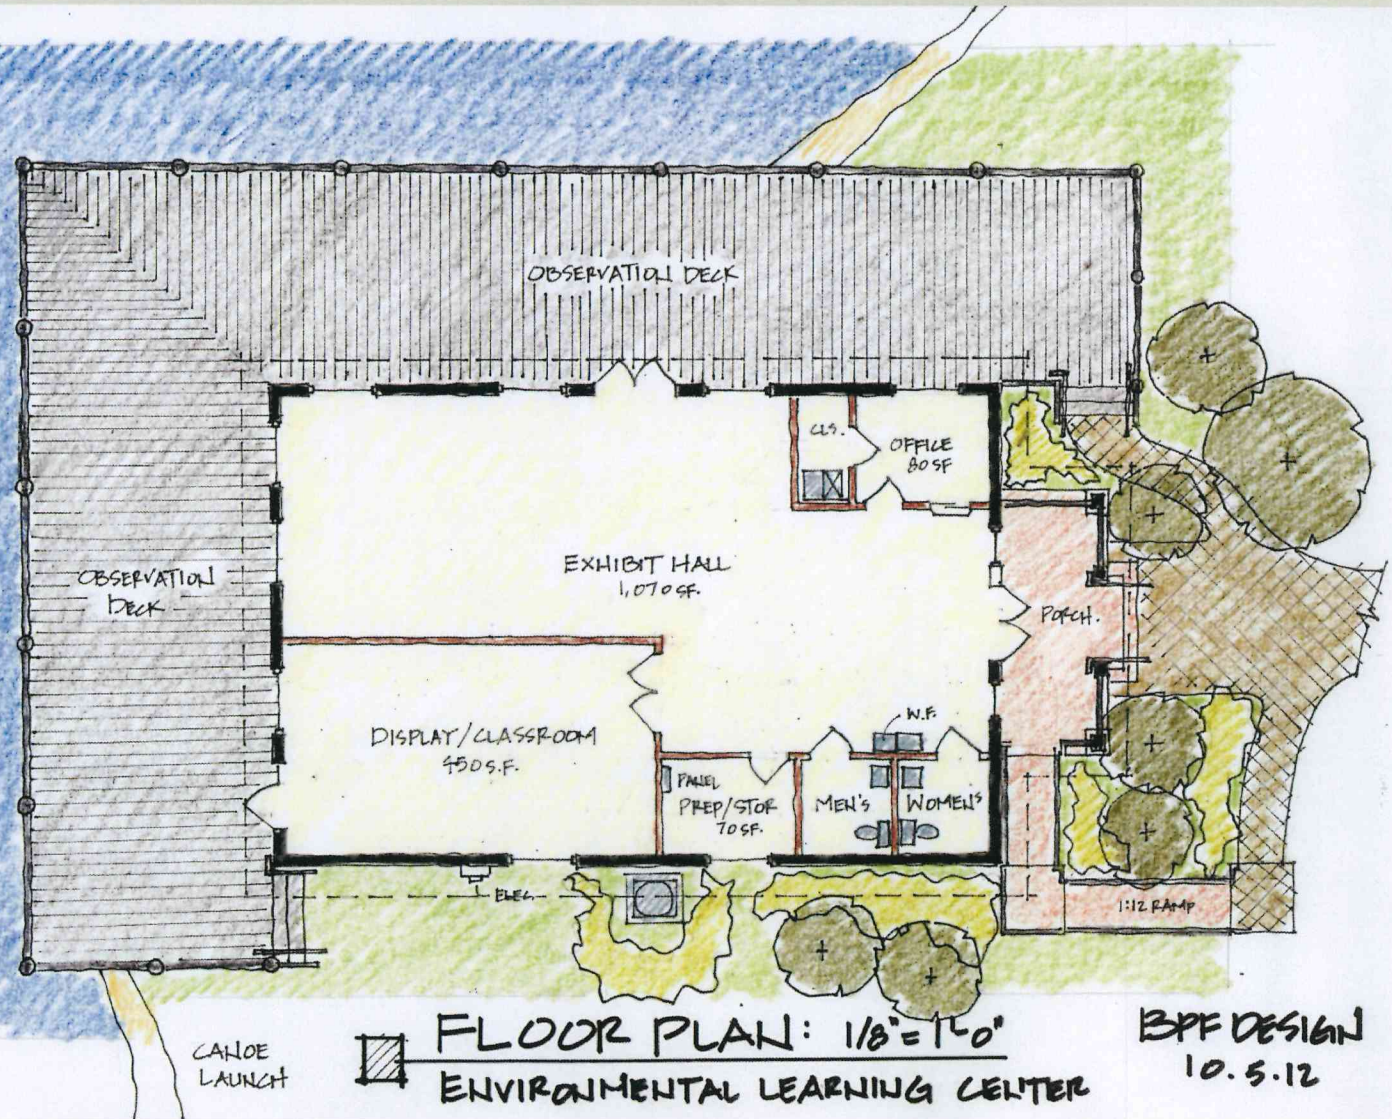 OBSERVATION DECK
CLS.
OFFICE
80 SF
EXHIBIT HALL
1,070 SF.
OBSERVATION
DECK
PORCH.
W.F.
DISPLAY/CLASSROOM
450 S.F.
PANEL
PREP/STOR
70 SF.
MEN'S
WOMEN'S
ELEC
1:12 RAMP
FLOOR PLAN: 1/8"=1'-0"
ENVIRONMENTAL LEARNING CENTER
BPF DESIGN
10.5.12
CANOE
LAUNCH